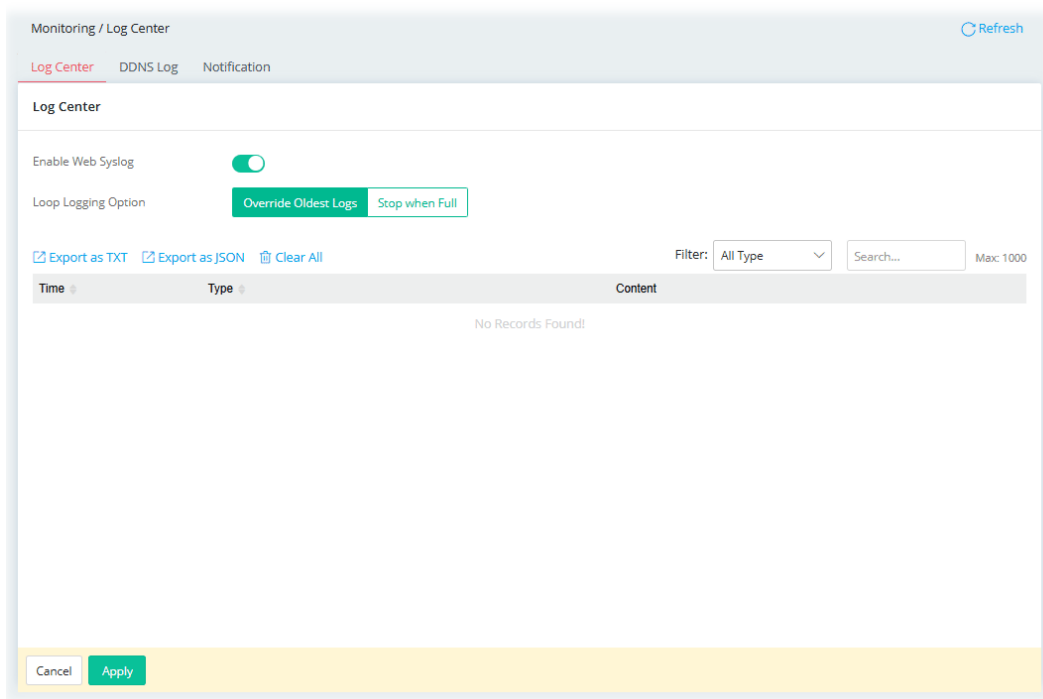 Monitoring / Log Center
Refresh
Log Center DDNS Log Notification
Log Center
Enable Web Syslog
Loop Logging Option Override Oldest Logs Stop when Full
Export as TXT Export as JSON Clear All Filter: All Type Search... Max: 1000
Time Type Content
No Records Found!
Cancel Apply